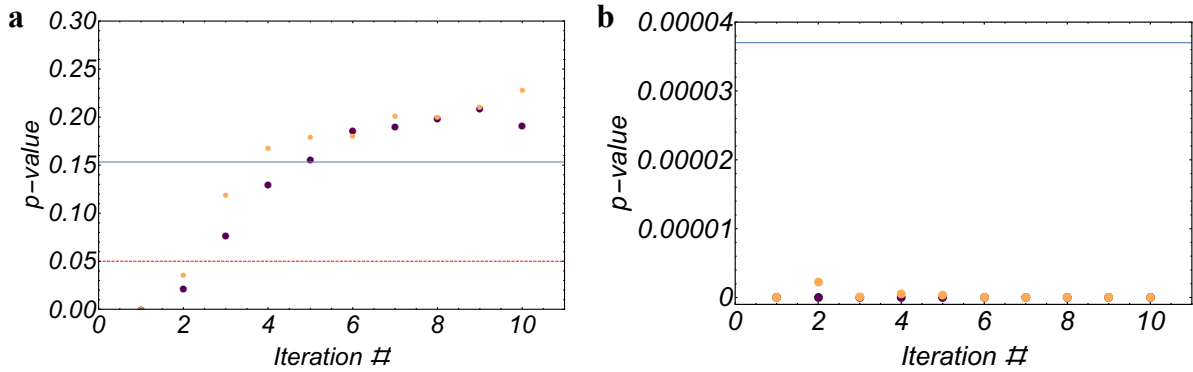 a
0.30
0.25
0.20
0.15
0.10
0.05
0.00
p-value
0 2 4 6 8 10
Iteration #
b
0.00004
0.00003
0.00002
0.00001
0
p-value
0 2 4 6 8 10
Iteration #